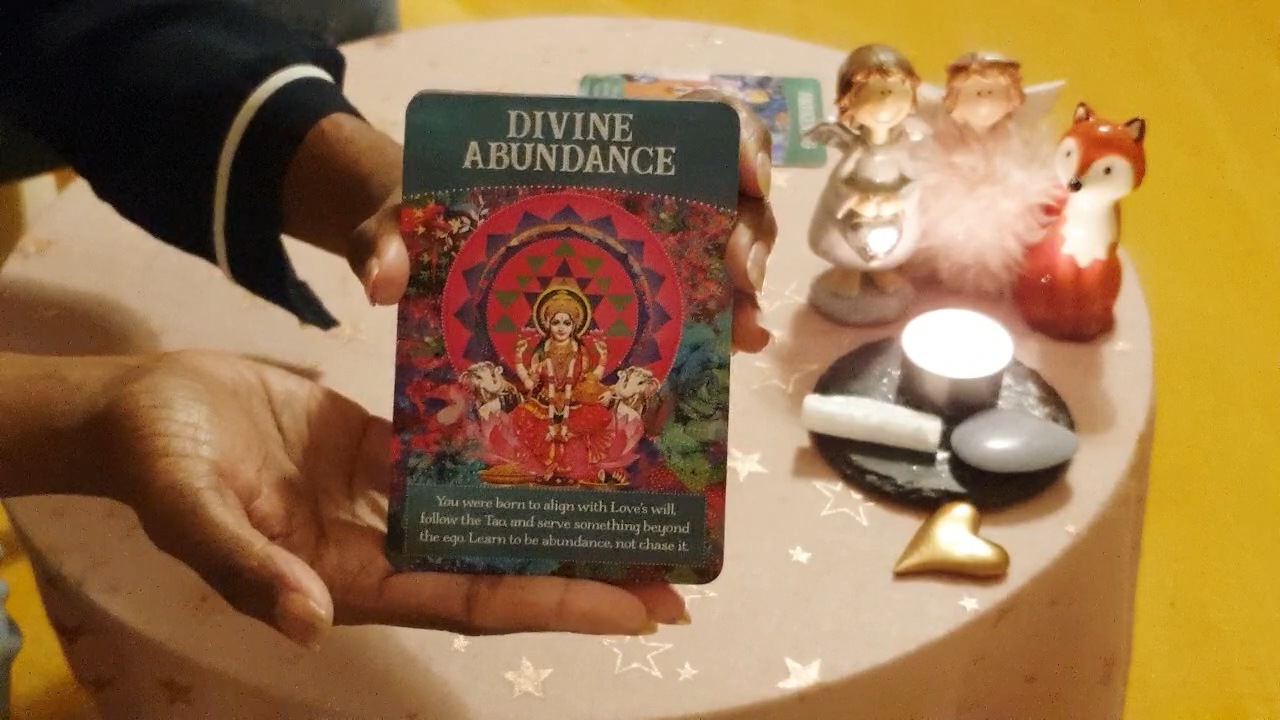 DIVINE
ABUNDANCE
You were born to align with Love's will,
follow the Tao, and serve something beyond
the ego. Learn to be abundance, not chase it.